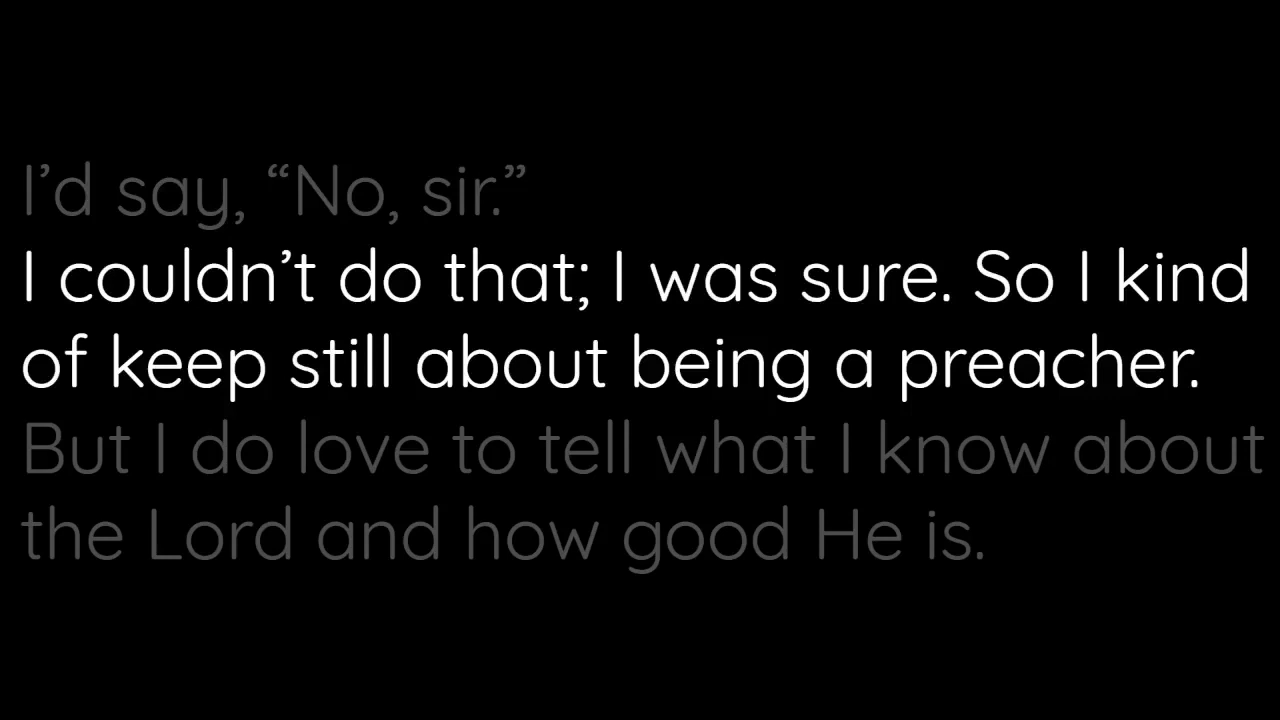 I’d say, “No, sir.”
I couldn’t do that; I was sure. So I kind
of keep still about being a preacher.
But I do love to tell what I know about
the Lord and how good He is.